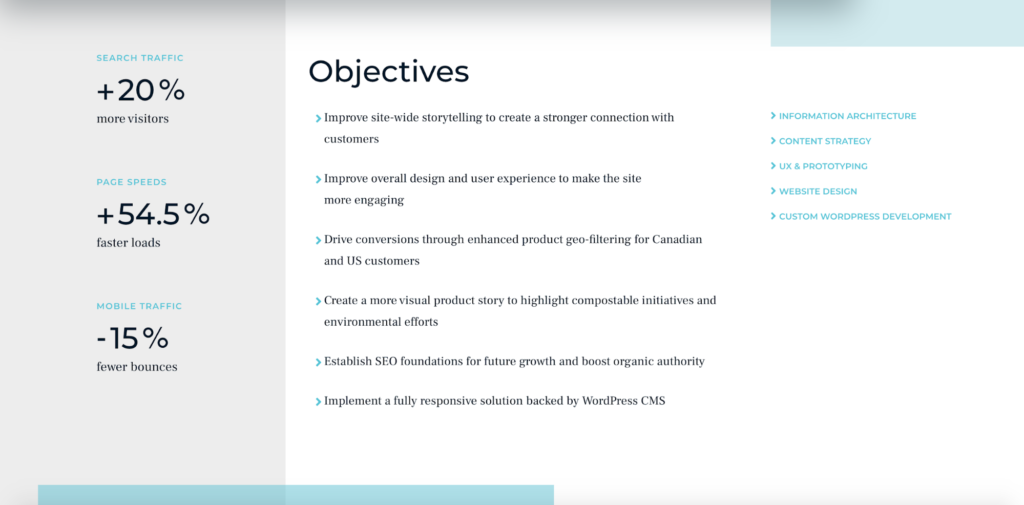 SEARCH TRAFFIC
+20%
more visitors
PAGE SPEEDS
+54.5%
faster loads
MOBILE TRAFFIC
-15%
fewer bounces
Objectives
Improve site-wide storytelling to create a stronger connection with
customers
Improve overall design and user experience to make the site
more engaging
Drive conversions through enhanced product geo-filtering for Canadian
and US customers
Create a more visual product story to highlight compostable initiatives and
environmental efforts
Establish SEO foundations for future growth and boost organic authority
Implement a fully responsive solution backed by WordPress CMS
INFORMATION ARCHITECTURE
CONTENT STRATEGY
UX & PROTOTYPING
WEBSITE DESIGN
CUSTOM WORDPRESS DEVELOPMENT